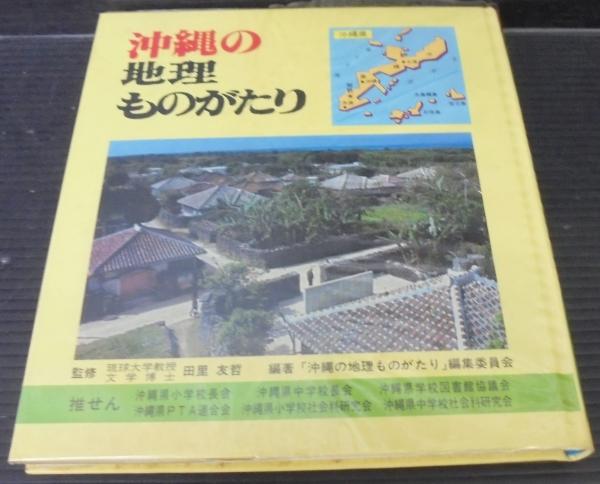 沖縄の
地理
ものがたり
沖縄県
監修 琉球大学教授
文学博士 田里 友哲 編著「沖縄の地理ものがたり」編集委員会
推せん 沖縄県小学校長会 沖縄県中学校長会 沖縄県学校図書館協議会
沖縄県PTA連合会 沖縄県小学校社会科研究会 沖縄県中学校社会科研究会